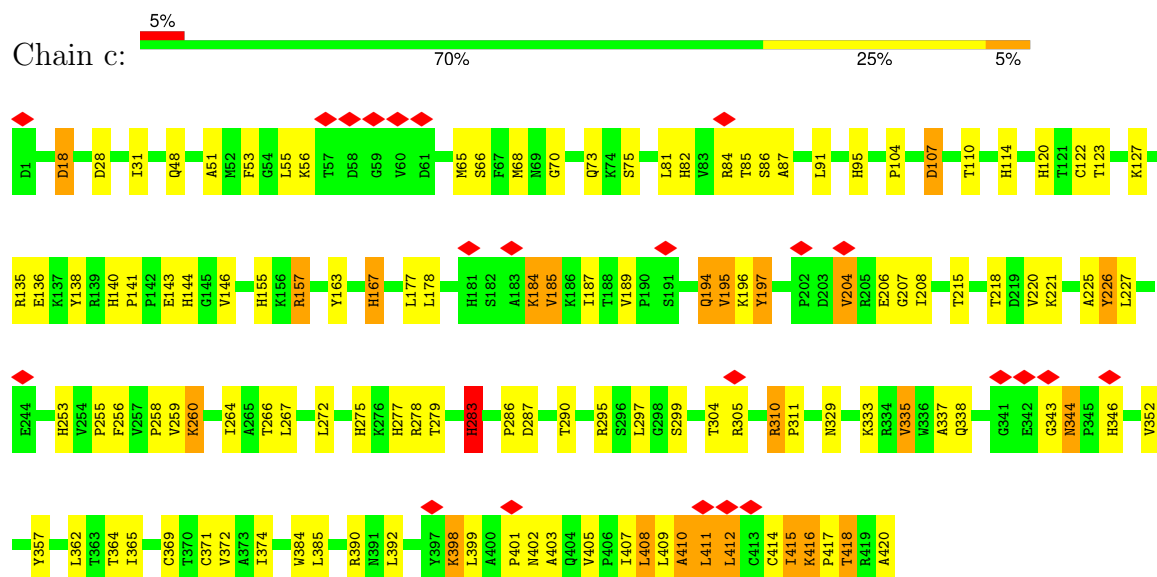 5%
Chain c:
70% 25% 5%
D1 D18 D28 I31 Q48 A51 M52 F53 G54 L55 K56 T57 D58 G59 V60 D61 M65 S66 F67 M68 N69 G70 Q73 K74 S75 L81 H82 V83 R84 T85 S86 A87 L91 H95 P104 D107 T110 H114 H120 T121 C122 T123 K127
R135 E136 K137 Y138 R139 H140 P141 P142 E143 H144 G145 V146 H155 K156 R157 Y163 H167 L177 L178 H181 S182 A183 K184 V185 K186 I187 T188 V189 P190 S191 Q194 V195 K196 Y197 P202 D203 V204 R205 E206 G207 I208 T215 T218 D219 V220 K221 A225 Y226 L227
E244 H253 V254 P255 F256 V257 P258 V259 K260 I264 A265 T266 L267 L272 H275 K276 H277 R278 T279 H283 P286 D287 T290 R295 S296 L297 G298 S299 T304 R305 R310 P311 N329 K333 R334 V335 W336 A337 Q338 G341 E342 G343 N344 P345 H346 V352
Y357 L362 T363 T364 I365 C369 T370 C371 V372 A373 I374 W384 L385 R390 N391 L392 Y397 K398 L399 A400 P401 N402 A403 Q404 V405 P406 I407 L408 L409 A410 L411 L412 C413 C414 I415 K416 P417 T418 R419 A420